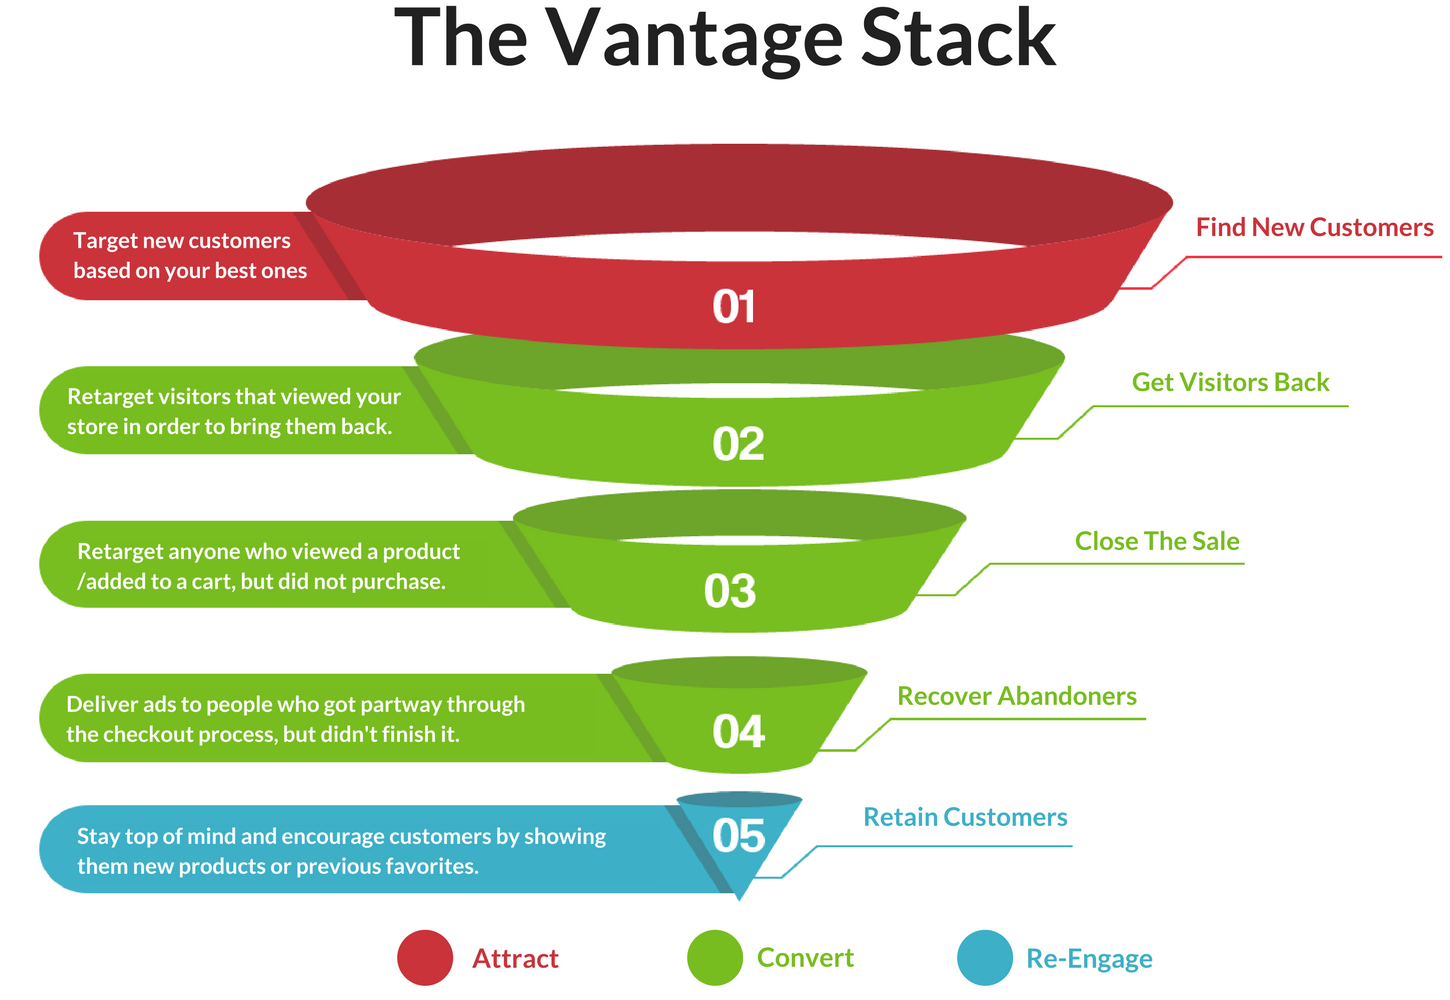 The Vantage Stack
Target new customers
based on your best ones
01
Find New Customers
Retarget visitors that viewed your
store in order to bring them back.
02
Get Visitors Back
Retarget anyone who viewed a product
/added to a cart, but did not purchase.
03
Close The Sale
Deliver ads to people who got partway through
the checkout process, but didn't finish it.
04
Recover Abandoners
Stay top of mind and encourage customers by showing
them new products or previous favorites.
05
Retain Customers
Attract
Convert
Re-Engage